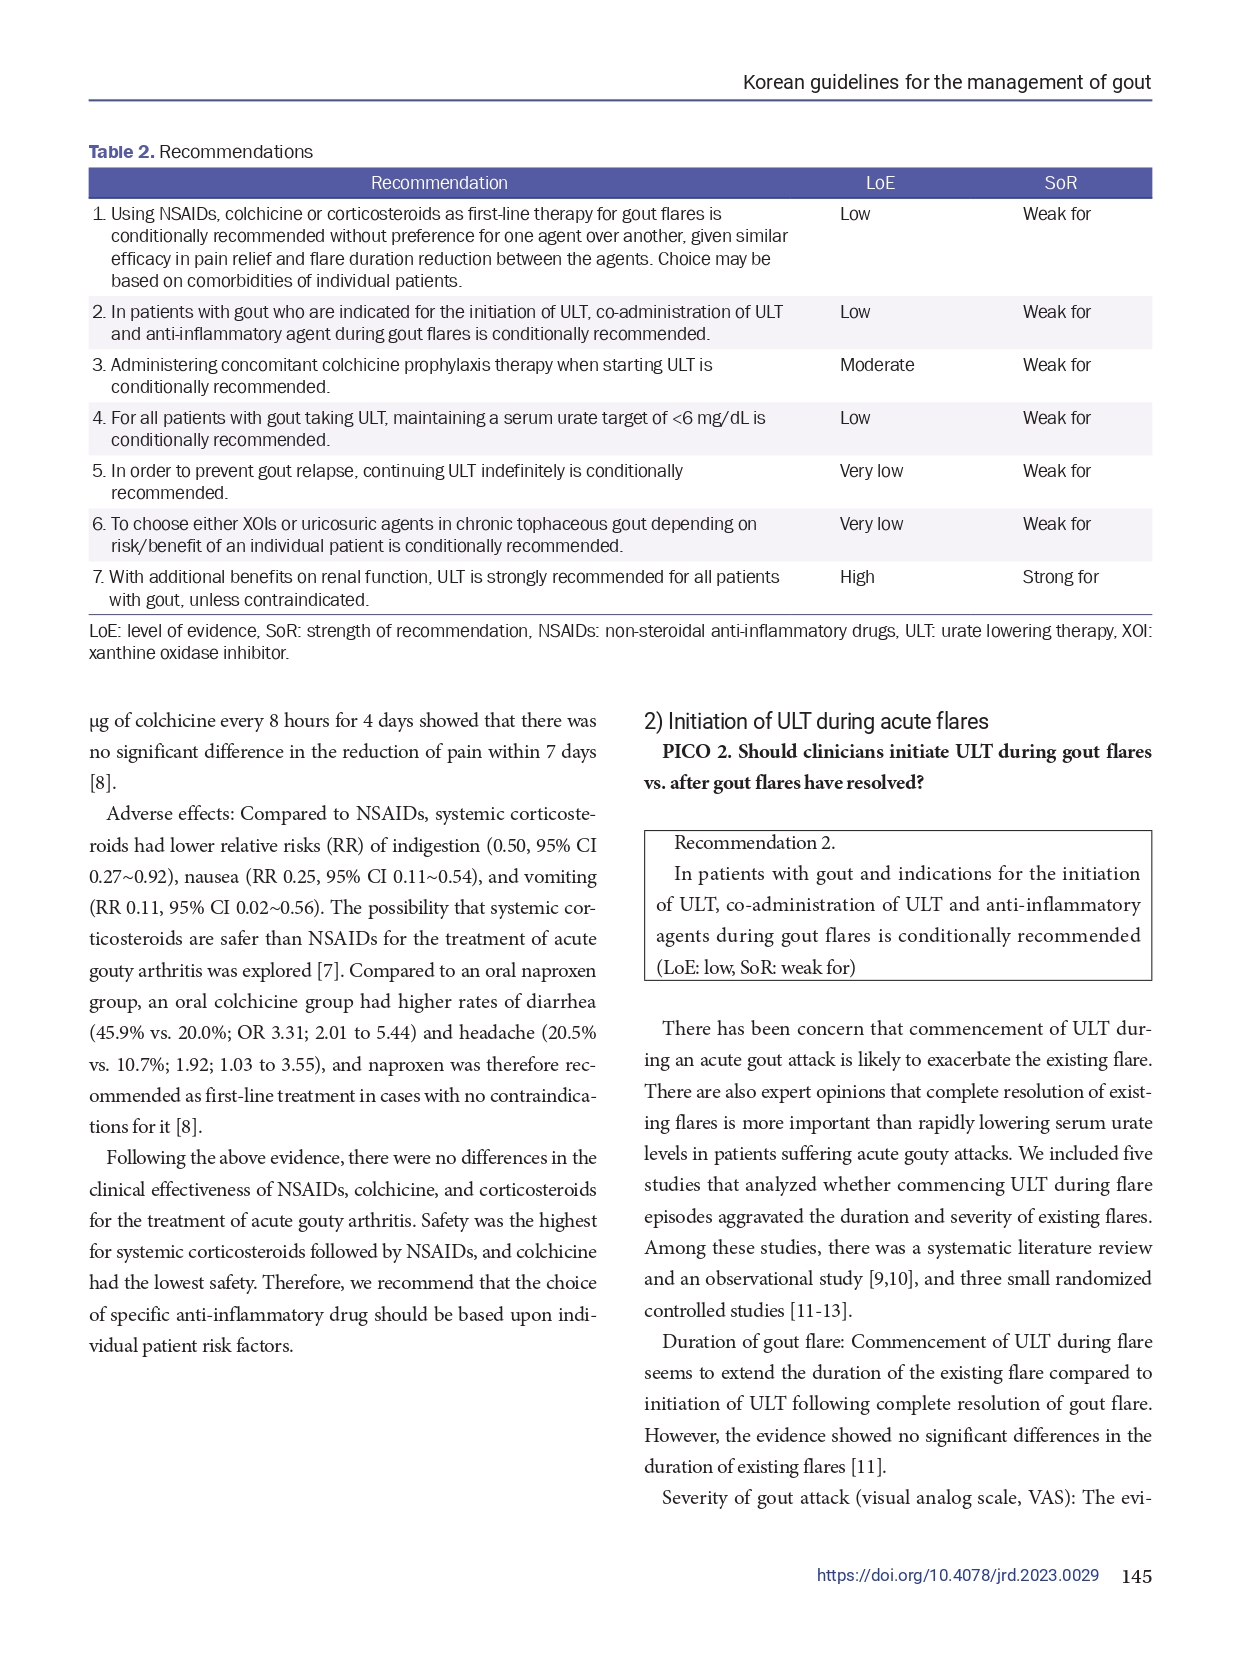 Korean guidelines for the management of gout
Table 2. Recommendations
Recommendation LoE SoR
1. Using NSAIDs, colchicine or corticosteroids as first-line therapy for gout flares is Low Weak for
conditionally recommended without preference for one agent over another, given similar
efficacy in pain relief and flare duration reduction between the agents. Choice may be
based on comorbidities of individual patients.
2. In patients with gout who are indicated for the initiation of ULT, co-administration of ULT Low Weak for
and anti-inflammatory agent during gout flares is conditionally recommended.
3. Administering concomitant colchicine prophylaxis therapy when starting ULT is Moderate Weak for
conditionally recommended.
4. For all patients with gout taking ULT, maintaining a serum urate target of <6 mg/dL is Low Weak for
conditionally recommended.
5. In order to prevent gout relapse, continuing ULT indefinitely is conditionally Very low Weak for
recommended.
6. To choose either XOIs or uricosuric agents in chronic tophaceous gout depending on Very low Weak for
risk/benefit of an individual patient is conditionally recommended.
7. With additional benefits on renal function, ULT is strongly recommended for all patients High Strong for
with gout, unless contraindicated.
LoE: level of evidence, SoR: strength of recommendation, NSAIDs: non-steroidal anti-inflammatory drugs, ULT: urate lowering therapy, XOI:
xanthine oxidase inhibitor.
μg of colchicine every 8 hours for 4 days showed that there was
no significant difference in the reduction of pain within 7 days
[8].
Adverse effects: Compared to NSAIDs, systemic corticoste-
roids had lower relative risks (RR) of indigestion (0.50, 95% CI
0.27~0.92), nausea (RR 0.25, 95% CI 0.11~0.54), and vomiting
(RR 0.11, 95% CI 0.02~0.56). The possibility that systemic cor-
ticosteroids are safer than NSAIDs for the treatment of acute
gouty arthritis was explored [7]. Compared to an oral naproxen
group, an oral colchicine group had higher rates of diarrhea
(45.9% vs. 20.0%; OR 3.31; 2.01 to 5.44) and headache (20.5%
vs. 10.7%; 1.92; 1.03 to 3.55), and naproxen was therefore rec-
ommended as first-line treatment in cases with no contraindica-
tions for it [8].
Following the above evidence, there were no differences in the
clinical effectiveness of NSAIDs, colchicine, and corticosteroids
for the treatment of acute gouty arthritis. Safety was the highest
for systemic corticosteroids followed by NSAIDs, and colchicine
had the lowest safety. Therefore, we recommend that the choice
of specific anti-inflammatory drug should be based upon indi-
vidual patient risk factors.
2) Initiation of ULT during acute flares
PICO 2. Should clinicians initiate ULT during gout flares
vs. after gout flares have resolved?
Recommendation 2.
In patients with gout and indications for the initiation
of ULT, co-administration of ULT and anti-inflammatory
agents during gout flares is conditionally recommended
(LoE: low, SoR: weak for)
There has been concern that commencement of ULT dur-
ing an acute gout attack is likely to exacerbate the existing flare.
There are also expert opinions that complete resolution of exist-
ing flares is more important than rapidly lowering serum urate
levels in patients suffering acute gouty attacks. We included five
studies that analyzed whether commencing ULT during flare
episodes aggravated the duration and severity of existing flares.
Among these studies, there was a systematic literature review
and an observational study [9,10], and three small randomized
controlled studies [11-13].
Duration of gout flare: Commencement of ULT during flare
seems to extend the duration of the existing flare compared to
initiation of ULT following complete resolution of gout flare.
However, the evidence showed no significant differences in the
duration of existing flares [11].
Severity of gout attack (visual analog scale, VAS): The evi-
https://doi.org/10.4078/jrd.2023.0029 145